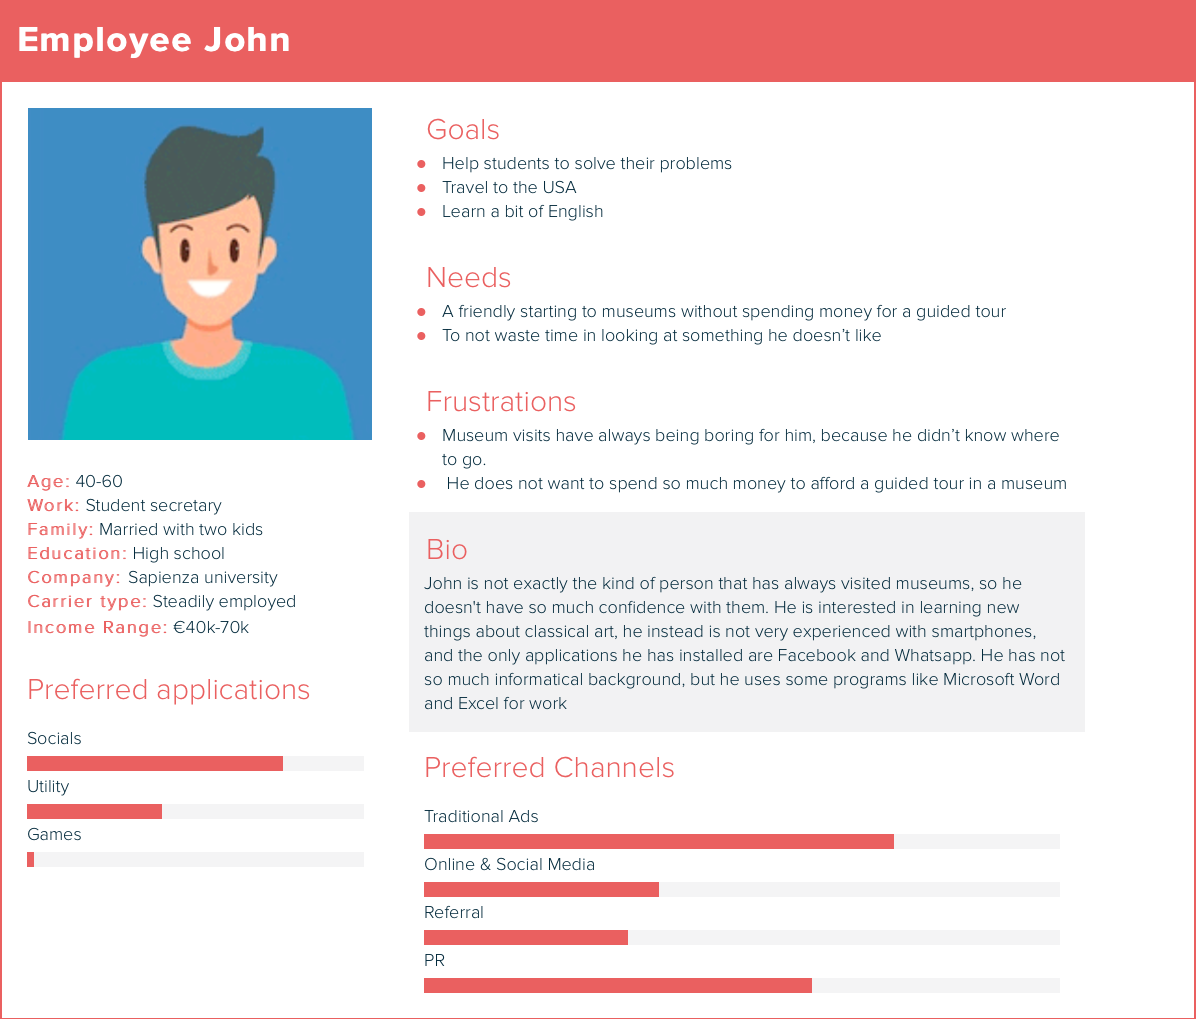 Employee John
Age: 40-60
Work: Student secretary
Family: Married with two kids
Education: High school
Company: Sapienza university
Carrier type: Steadily employed
Income Range: €40k-70k
Preferred applications
Socials
Utility
Games
Goals
Help students to solve their problems
Travel to the USA
Learn a bit of English
Needs
A friendly starting to museums without spending money for a guided tour
To not waste time in looking at something he doesn’t like
Frustrations
Museum visits have always being boring for him, because he didn’t know where
to go.
He does not want to spend so much money to afford a guided tour in a museum
Bio
John is not exactly the kind of person that has always visited museums, so he
doesn't have so much confidence with them. He is interested in learning new
things about classical art, he instead is not very experienced with smartphones,
and the only applications he has installed are Facebook and Whatsapp. He has not
so much informatical background, but he uses some programs like Microsoft Word
and Excel for work
Preferred Channels
Traditional Ads
Online & Social Media
Referral
PR